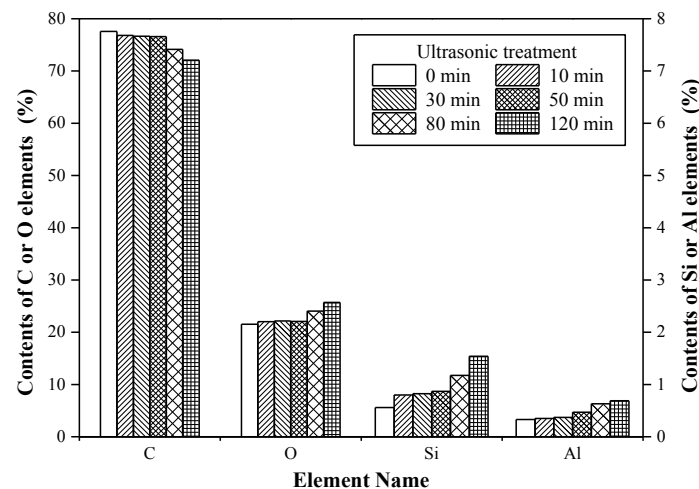 Ultrasonic treatment
0 min 10 min
30 min 50 min
80 min 120 min
Contents of C or O elements (%)
80
70
60
50
40
30
20
10
0
Contents of Si or Al elements (%)
8
7
6
5
4
3
2
1
0
C O Si Al
Element Name